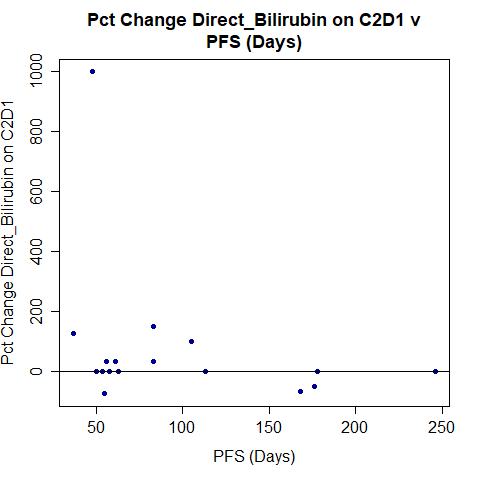 Pct Change Direct_Bilirubin on C2D1 v
PFS (Days)
Pct Change Direct_Bilirubin on C2D1
1000
800
600
400
200
0
50
100
150
200
250
PFS (Days)